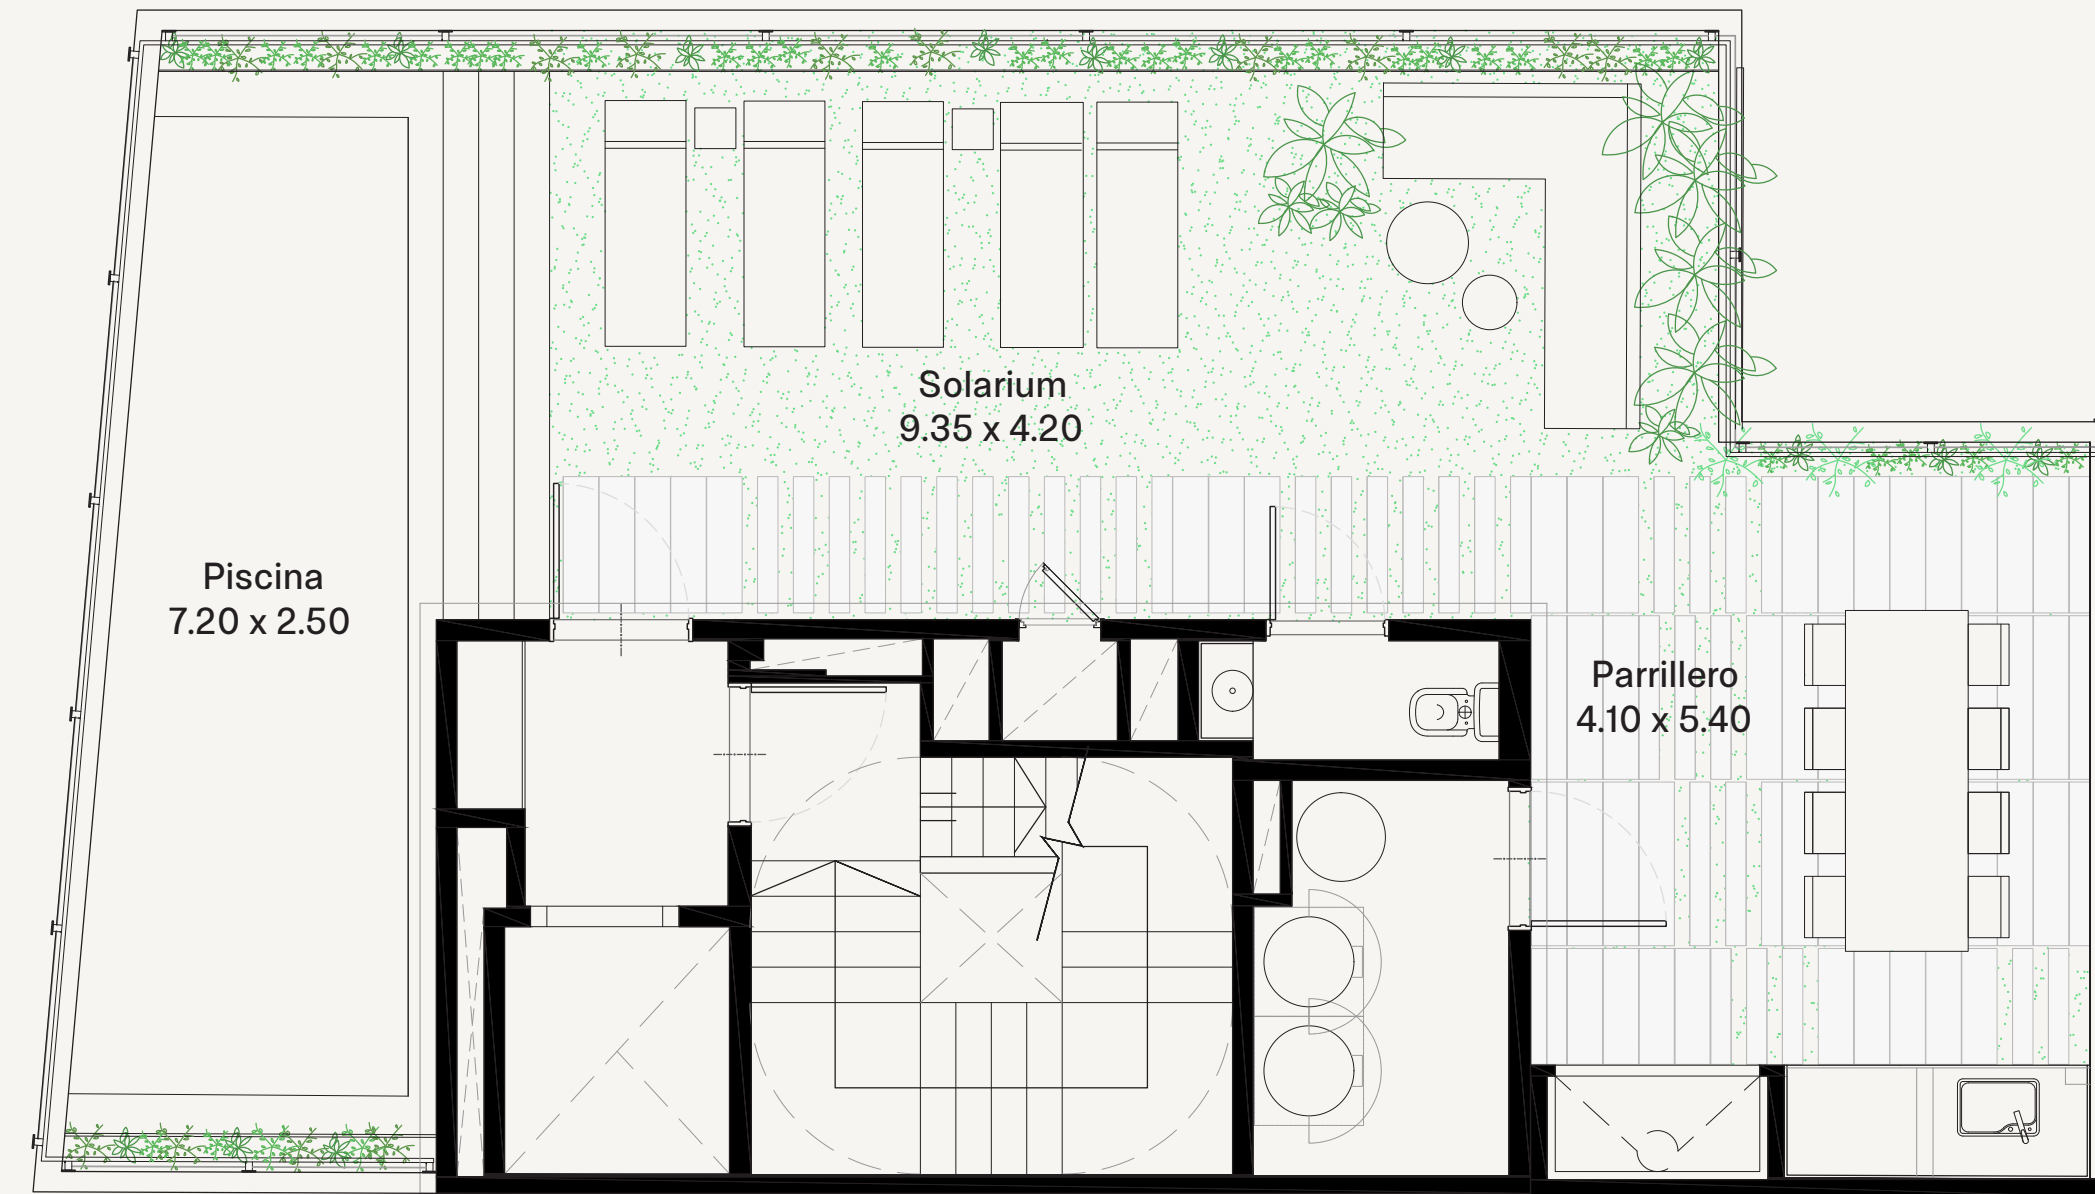 Solarium
9.35 x 4.20
Piscina
7.20 x 2.50
Parrillero
4.10 x 5.40